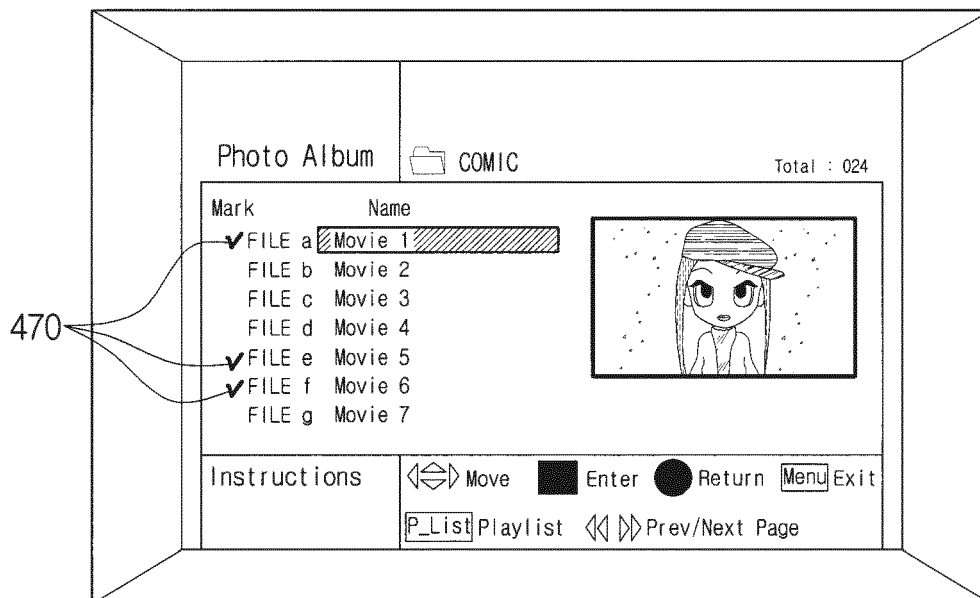 Photo Album COMIC Total : 024
Mark Name
✓ FILE a Movie 1
FILE b Movie 2
FILE c Movie 3
FILE d Movie 4
✓ FILE e Movie 5
✓ FILE f Movie 6
FILE g Movie 7
470
Instructions Move Enter Return Menu Exit
P_List Playlist Prev/Next Page